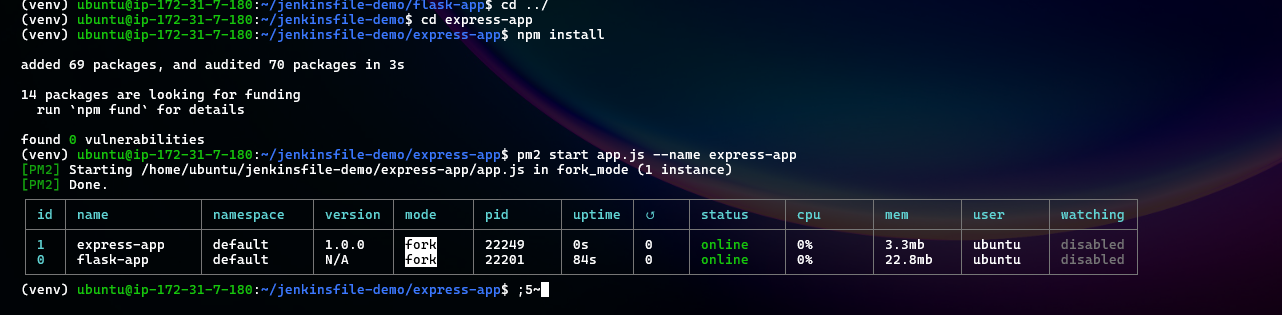 (venv) ubuntu@ip-172-31-7-180:~/jenkinsfile-demo/flask-app$ cd ../
(venv) ubuntu@ip-172-31-7-180:~/jenkinsfile-demo$ cd express-app
(venv) ubuntu@ip-172-31-7-180:~/jenkinsfile-demo/express-app$ npm install
added 69 packages, and audited 70 packages in 3s
14 packages are looking for funding
run `npm fund` for details
found 0 vulnerabilities
(venv) ubuntu@ip-172-31-7-180:~/jenkinsfile-demo/express-app$ pm2 start app.js --name express-app
[PM2] Starting /home/ubuntu/jenkinsfile-demo/express-app/app.js in fork_mode (1 instance)
[PM2] Done.
id name namespace version mode pid uptime ↺ status cpu mem user watching
1 express-app default 1.0.0 fork 22249 0s 0 online 0% 3.3mb ubuntu disabled
0 flask-app default N/A fork 22201 84s 0 online 0% 22.8mb ubuntu disabled
(venv) ubuntu@ip-172-31-7-180:~/jenkinsfile-demo/express-app$ ;5~